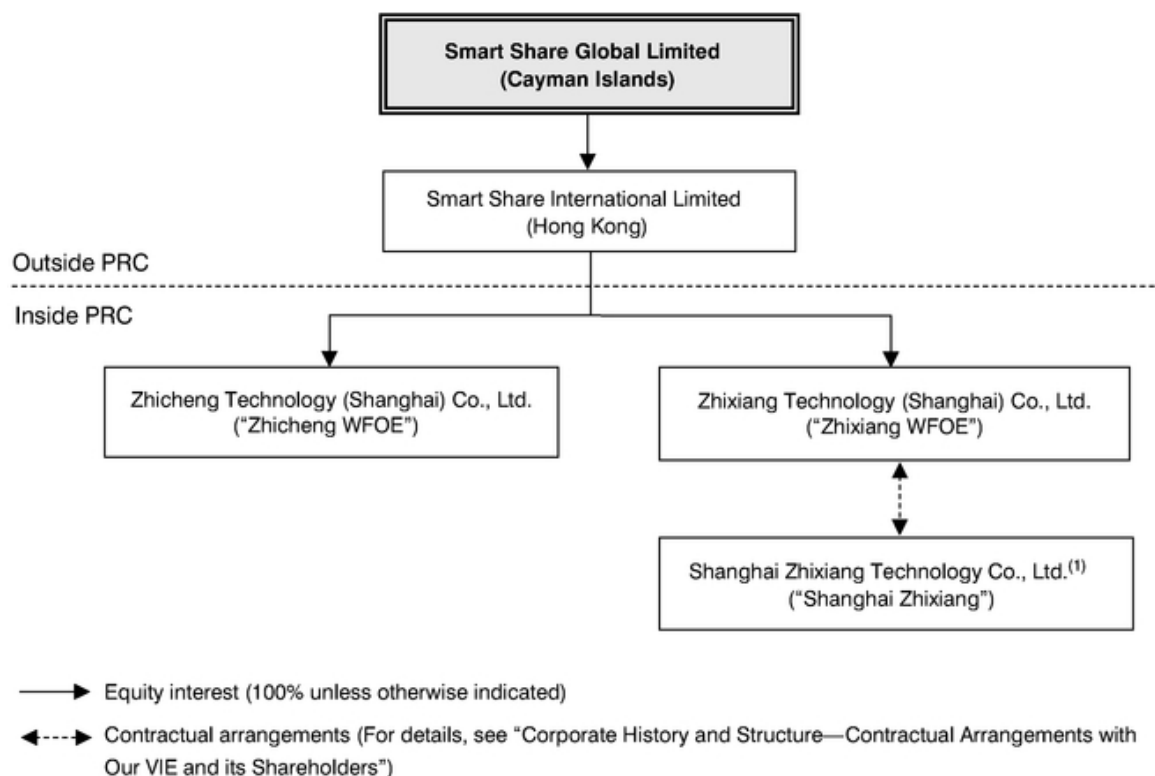 Smart Share Global Limited
(Cayman Islands)
Smart Share International Limited
(Hong Kong)
Outside PRC
Inside PRC
Zhicheng Technology (Shanghai) Co., Ltd.
(“Zhicheng WFOE”)
Zhixiang Technology (Shanghai) Co., Ltd.
(“Zhixiang WFOE”)
Shanghai Zhixiang Technology Co., Ltd.(1)
(“Shanghai Zhixiang”)
Equity interest (100% unless otherwise indicated)
Contractual arrangements (For details, see “Corporate History and Structure—Contractual Arrangements with
Our VIE and its Shareholders”)